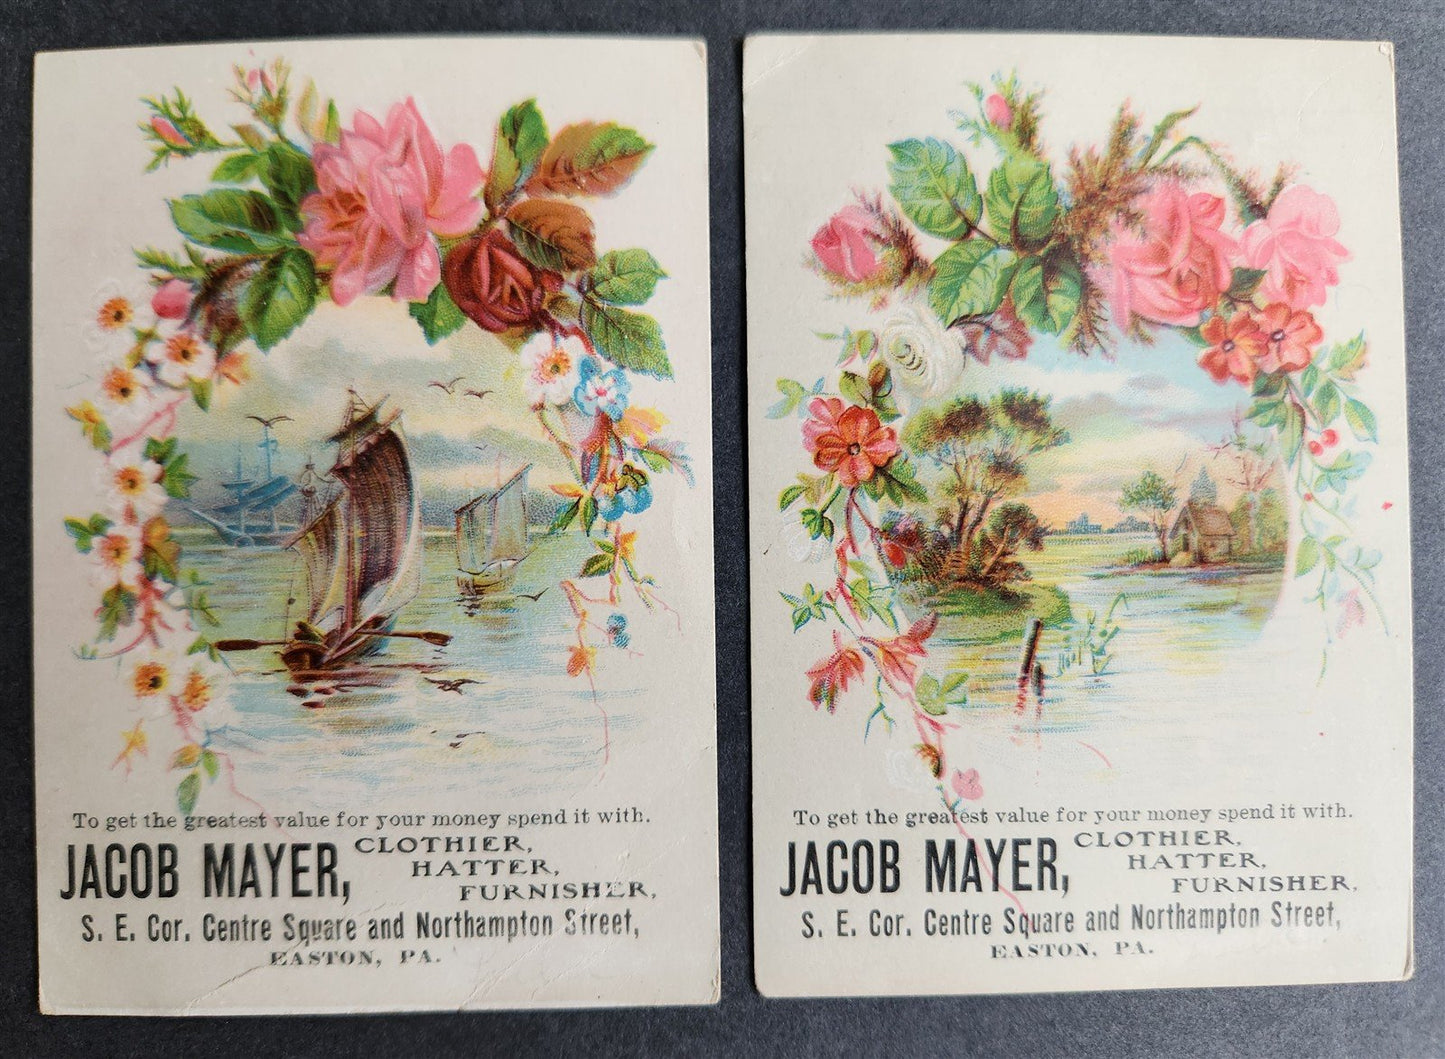 To get the greatest value for your money spend it with.
JACOB MAYER,
CLOTHIER,
HATTER,
FURNISHER,
S. E. Cor. Centre Square and Northampton Street,
EASTON, PA.
To get the greatest value for your money spend it with.
JACOB MAYER,
CLOTHIER,
HATTER,
FURNISHER,
S. E. Cor. Centre Square and Northampton Street,
EASTON, PA.